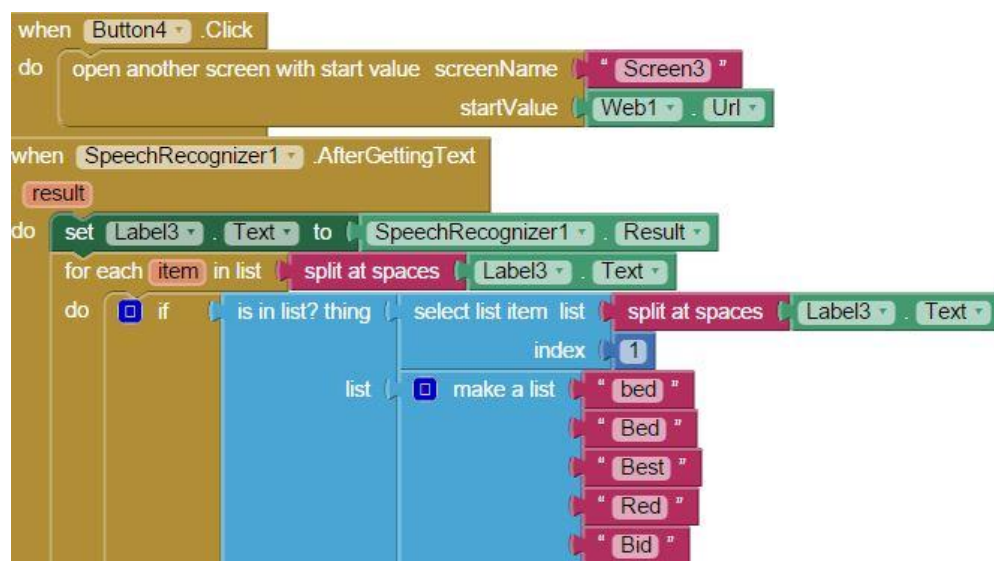 when Button4 .Click
do open another screen with start value screenName " Screen3 "
startValue Web1 . Url
when SpeechRecognizer1 .AfterGettingText
result
do set Label3 . Text to SpeechRecognizer1 . Result
for each item in list split at spaces Label3 . Text
do if is in list? thing select list item list split at spaces Label3 . Text
index 1
list make a list " bed "
" Bed "
" Best "
" Red "
" Bid "